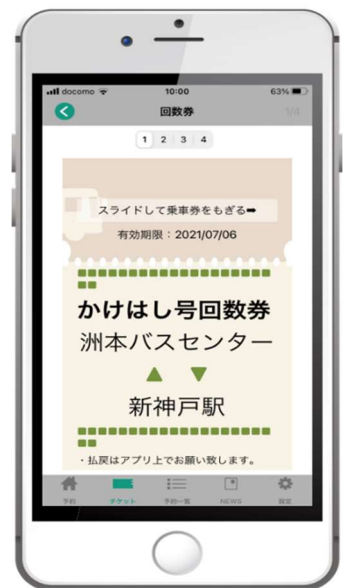 docomo 10:00 63%
回数券 1/4
1 2 3 4
スライドして乗車券をもぎる➡
有効期限：2021/07/06
かけはし号回数券
洲本バスセンター
▲ ▼
新神戸駅
・払戻はアプリ上でお願い致します。
予約 チケット 予約一覧 NEWS 設定